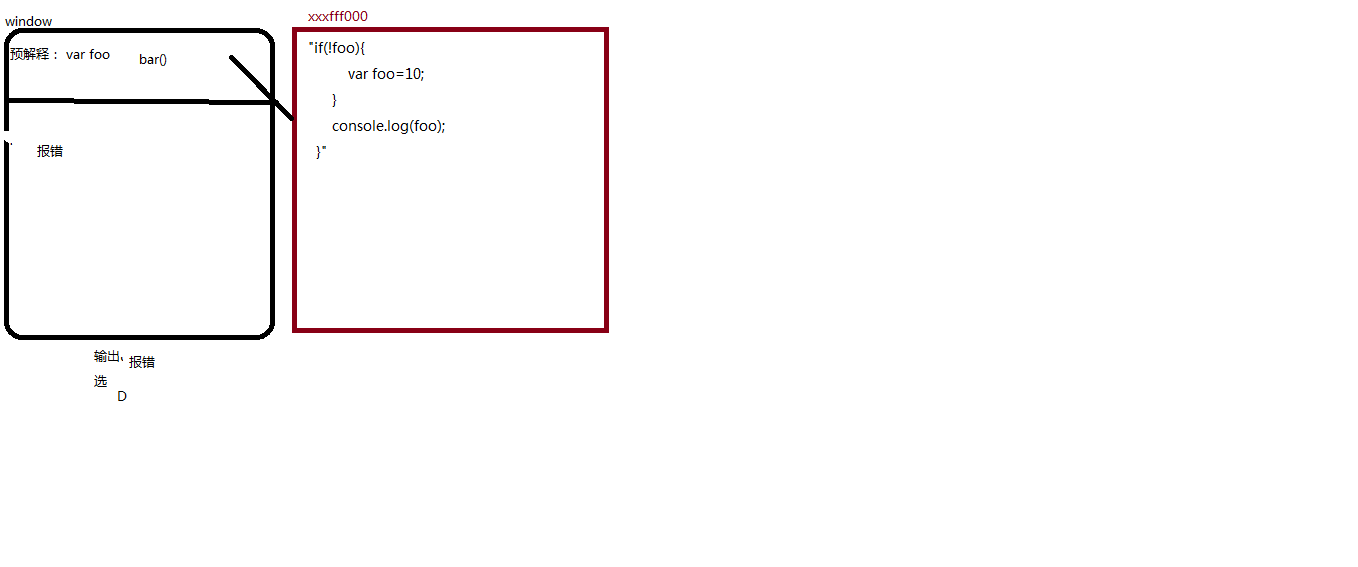 window
预解释： var foo bar()
报错
xxxfff000
"if(!foo){
var foo=10;
}
console.log(foo);
}"
输出、 报错
选
D